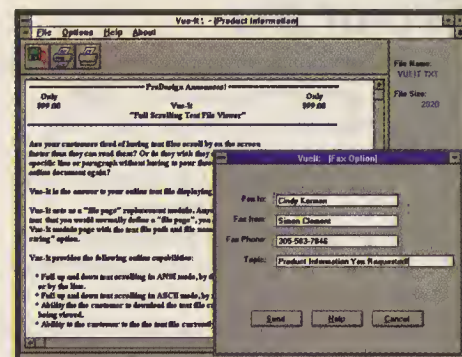 Vue-It! - [Product Information]
File Options Help About
File Name:
VUEIT.TXT
File Size:
2020
ProDesign Announces!
Only Only
$99.00 Vue-It $99.00
"Full Scrolling Text File Viewer"
Are your customers tired of having text files scroll by on the screen
faster than they can read them? Or do they wish they
specific line or paragraph without having to pour thro
online document again?
Vue-It is the answer to your online text file displaying
Vue-It acts as a "file page" replacement module. Any
text that you would normally define a "file page", you
Vue-It module page with the text file path and file name
string" option.
Vue-It provides the following online capabilities:
* Full up and down text scrolling in ANSI mode, by t
or by the line.
* Full up and down text scrolling in ASCII mode, by
* Ability for the customer to download the text file cu
being viewed.
* Ability to the customer to the the text file currently
VueIt: [Fax Option]
Fax to: Cindy Korman
Fax from: Simon Clement
Fax Phone: 305-583-7846
Topic: Product Information You Requested!
Send Help Cancel